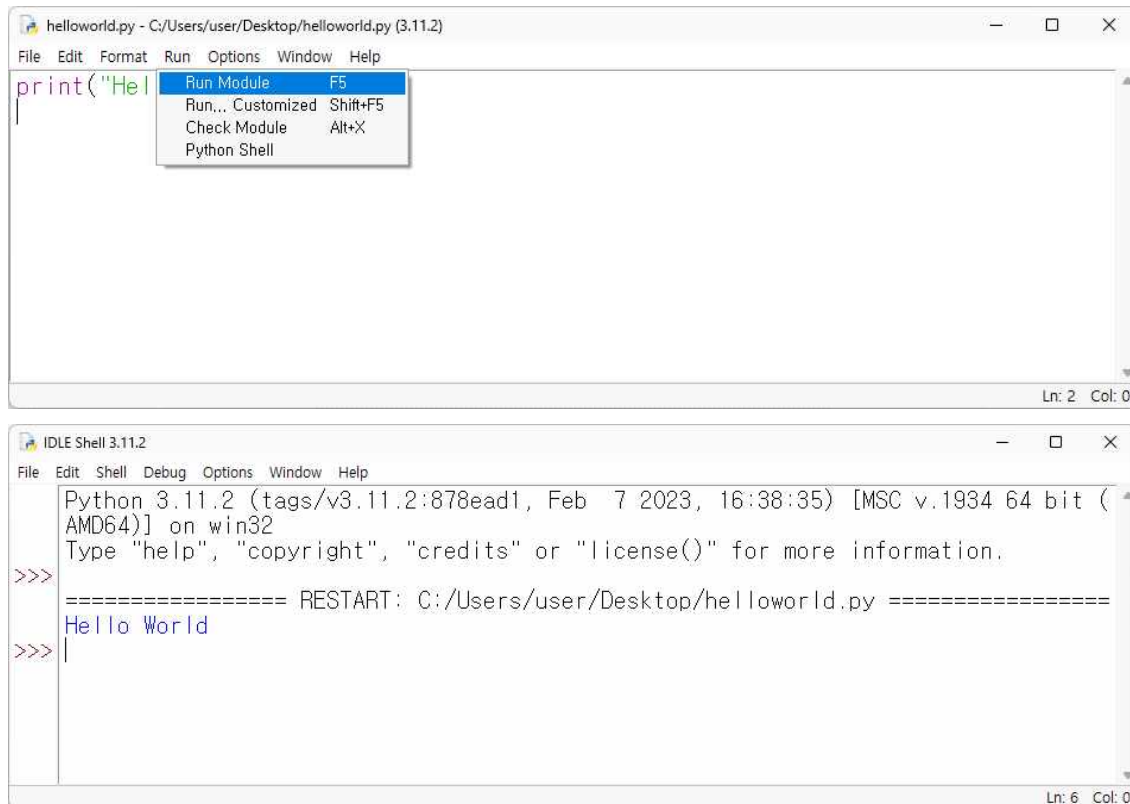 helloworld.py - C:/Users/user/Desktop/helloworld.py (3.11.2)
File Edit Format Run Options Window Help
print("Hel
Run Module F5
Run... Customized Shift+F5
Check Module Alt+X
Python Shell
Ln: 2 Col: 0
IDLE Shell 3.11.2
File Edit Shell Debug Options Window Help
Python 3.11.2 (tags/v3.11.2:878ead1, Feb  7 2023, 16:38:35) [MSC v.1934 64 bit (
AMD64)] on win32
Type "help", "copyright", "credits" or "license()" for more information.
>>>
================= RESTART: C:/Users/user/Desktop/helloworld.py =================
Hello World
>>>
Ln: 6 Col: 0